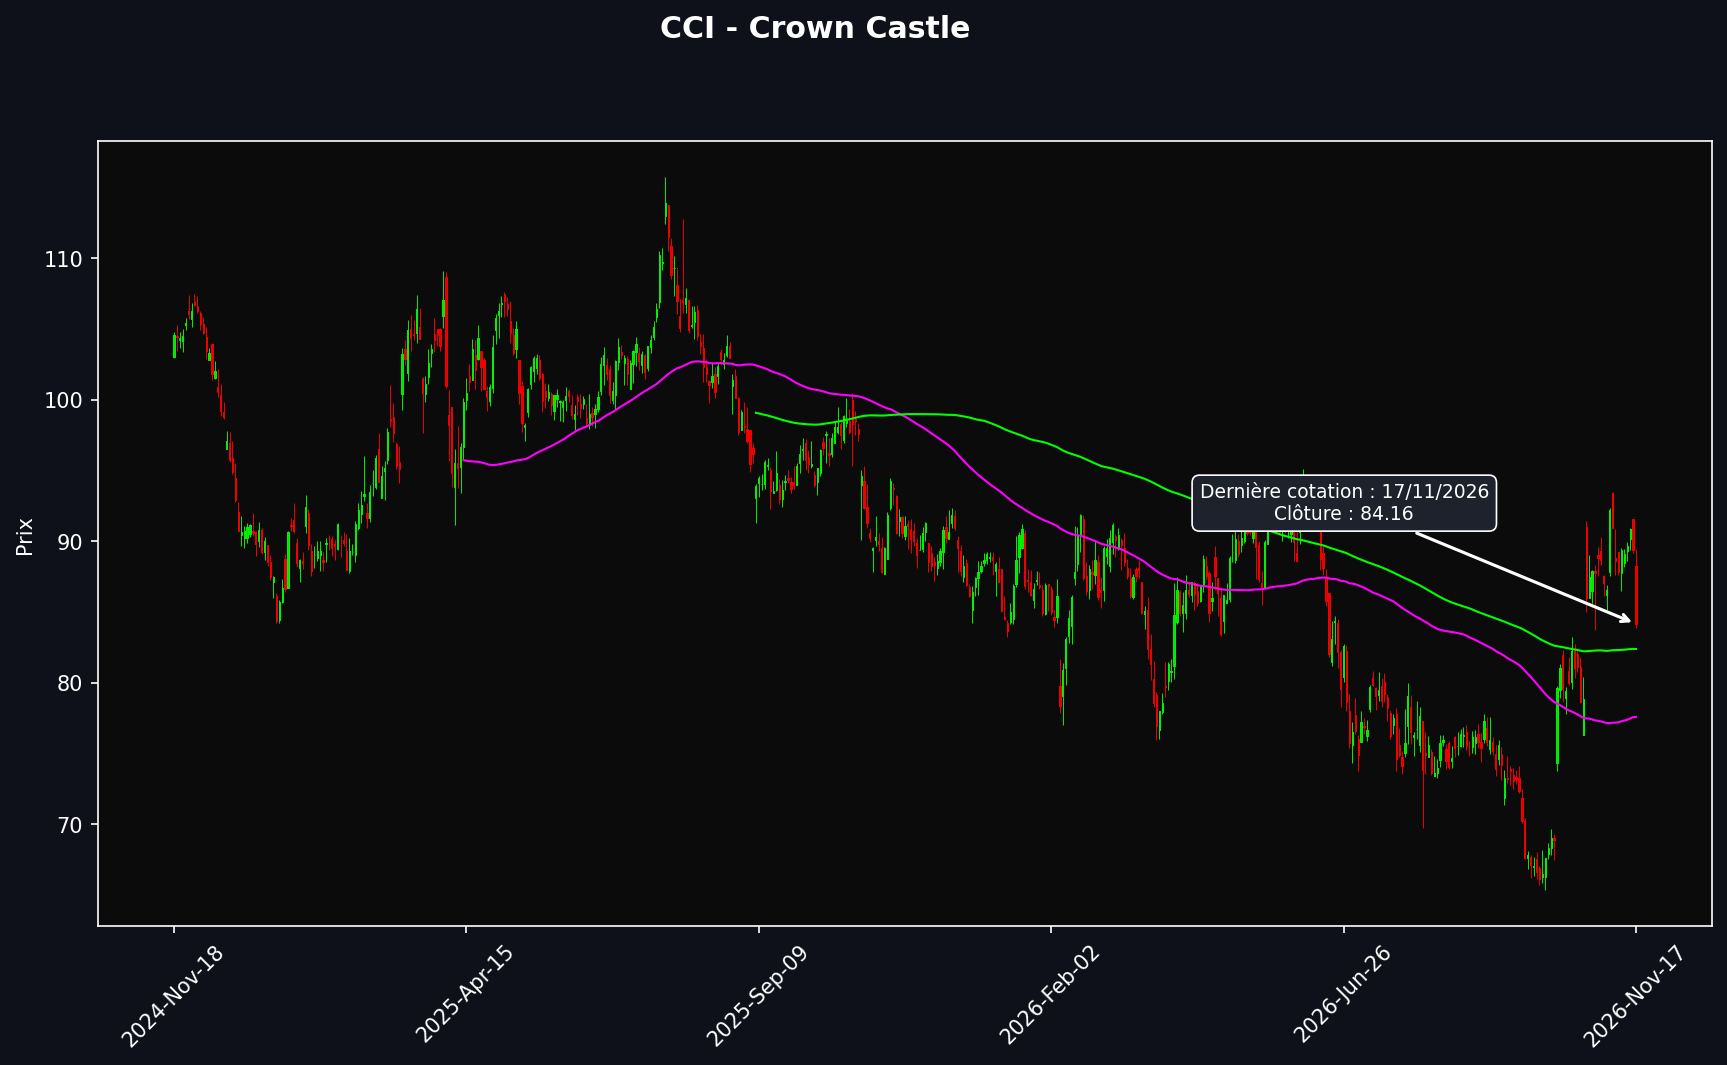 CCI - Crown Castle
Prix
110
100
90
80
70
Dernière cotation : 17/11/2026
Clôture : 84.16
2024-Nov-18
2025-Apr-15
2025-Sep-09
2026-Feb-02
2026-Jun-26
2026-Nov-17